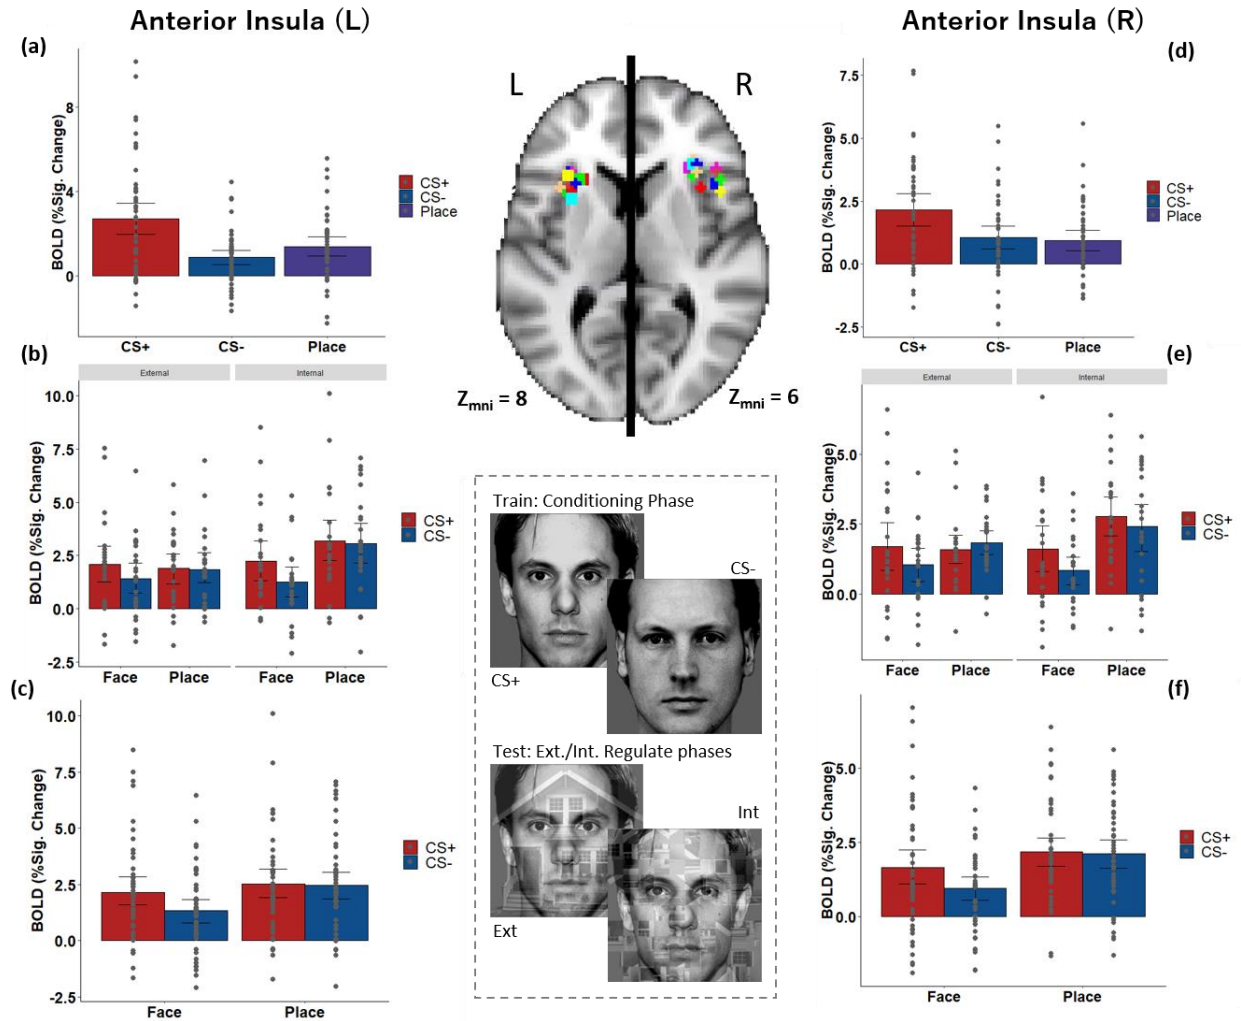 Anterior Insula (L)
Anterior Insula (R)
(a)
BOLD (%Sig. Change)
8
4
0
CS+
CS-
Place
CS+
CS-
Place
L
R
Zmni = 8
Zmni = 6
(d)
BOLD (%Sig. Change)
7.5
5.0
2.5
0.0
-2.5
CS+
CS-
Place
CS+
CS-
Place
(b)
External
Internal
BOLD (%Sig. Change)
10.0
7.5
5.0
2.5
0.0
-2.5
Face
Place
Face
Place
CS+
CS-
(e)
External
Internal
BOLD (%Sig. Change)
5.0
2.5
0.0
Face
Place
Face
Place
CS+
CS-
Train: Conditioning Phase
CS-
CS+
Test: Ext./Int. Regulate phases
Int
Ext
(c)
BOLD (%Sig. Change)
10.0
7.5
5.0
2.5
0.0
-2.5
Face
Place
CS+
CS-
(f)
BOLD (%Sig. Change)
5.0
2.5
0.0
Face
Place
CS+
CS-